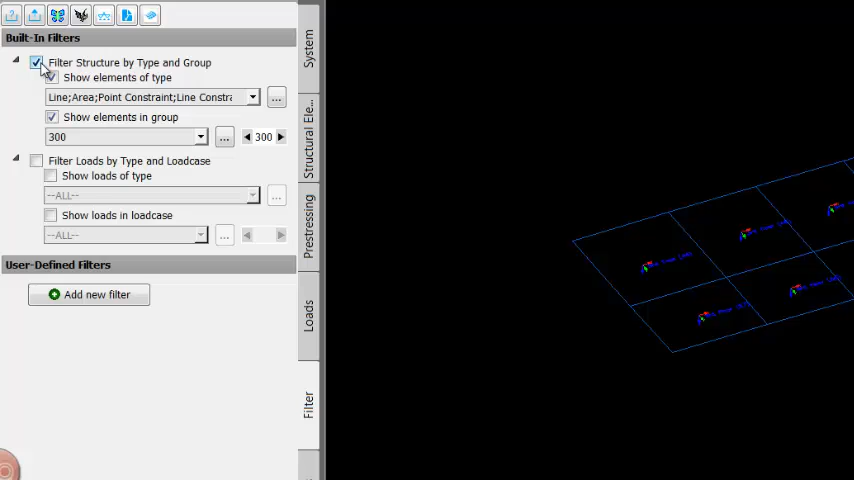 Built-In Filters
Filter Structure by Type and Group
Show elements of type
Line;Area;Point Constraint;Line Constra
...
Show elements in group
300
...
300
Filter Loads by Type and Loadcase
Show loads of type
--ALL--
...
Show loads in loadcase
--ALL--
...
User-Defined Filters
Add new filter
System
Structural Ele...
Prestressing
Loads
Filter